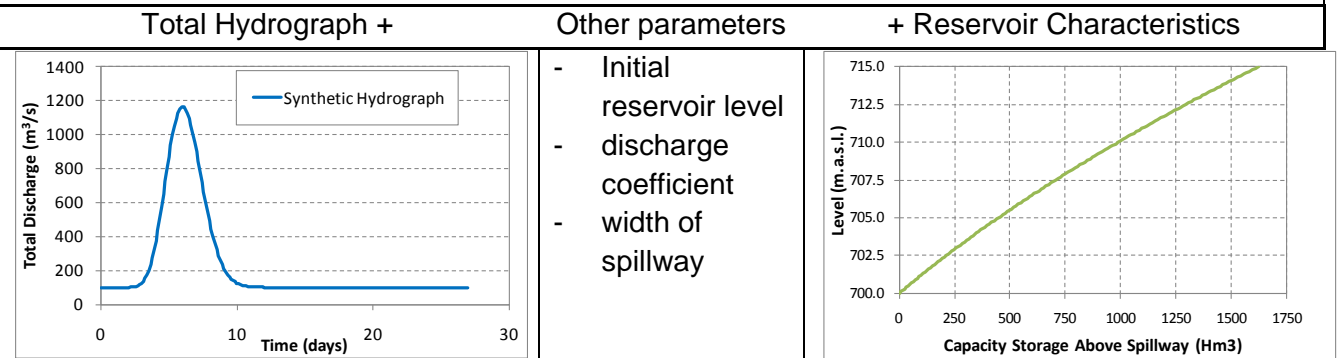 Total Hydrograph +
Other parameters
+ Reservoir Characteristics
1400
1200
1000
800
600
400
200
0
0
10
20
30
Total Discharge (m³/s)
Time (days)
Synthetic Hydrograph
- Initial
reservoir level
- discharge
coefficient
- width of
spillway
715.0
712.5
710.0
707.5
705.0
702.5
700.0
0
250
500
750
1000
1250
1500
1750
Level (m.a.s.l.)
Capacity Storage Above Spillway (Hm3)